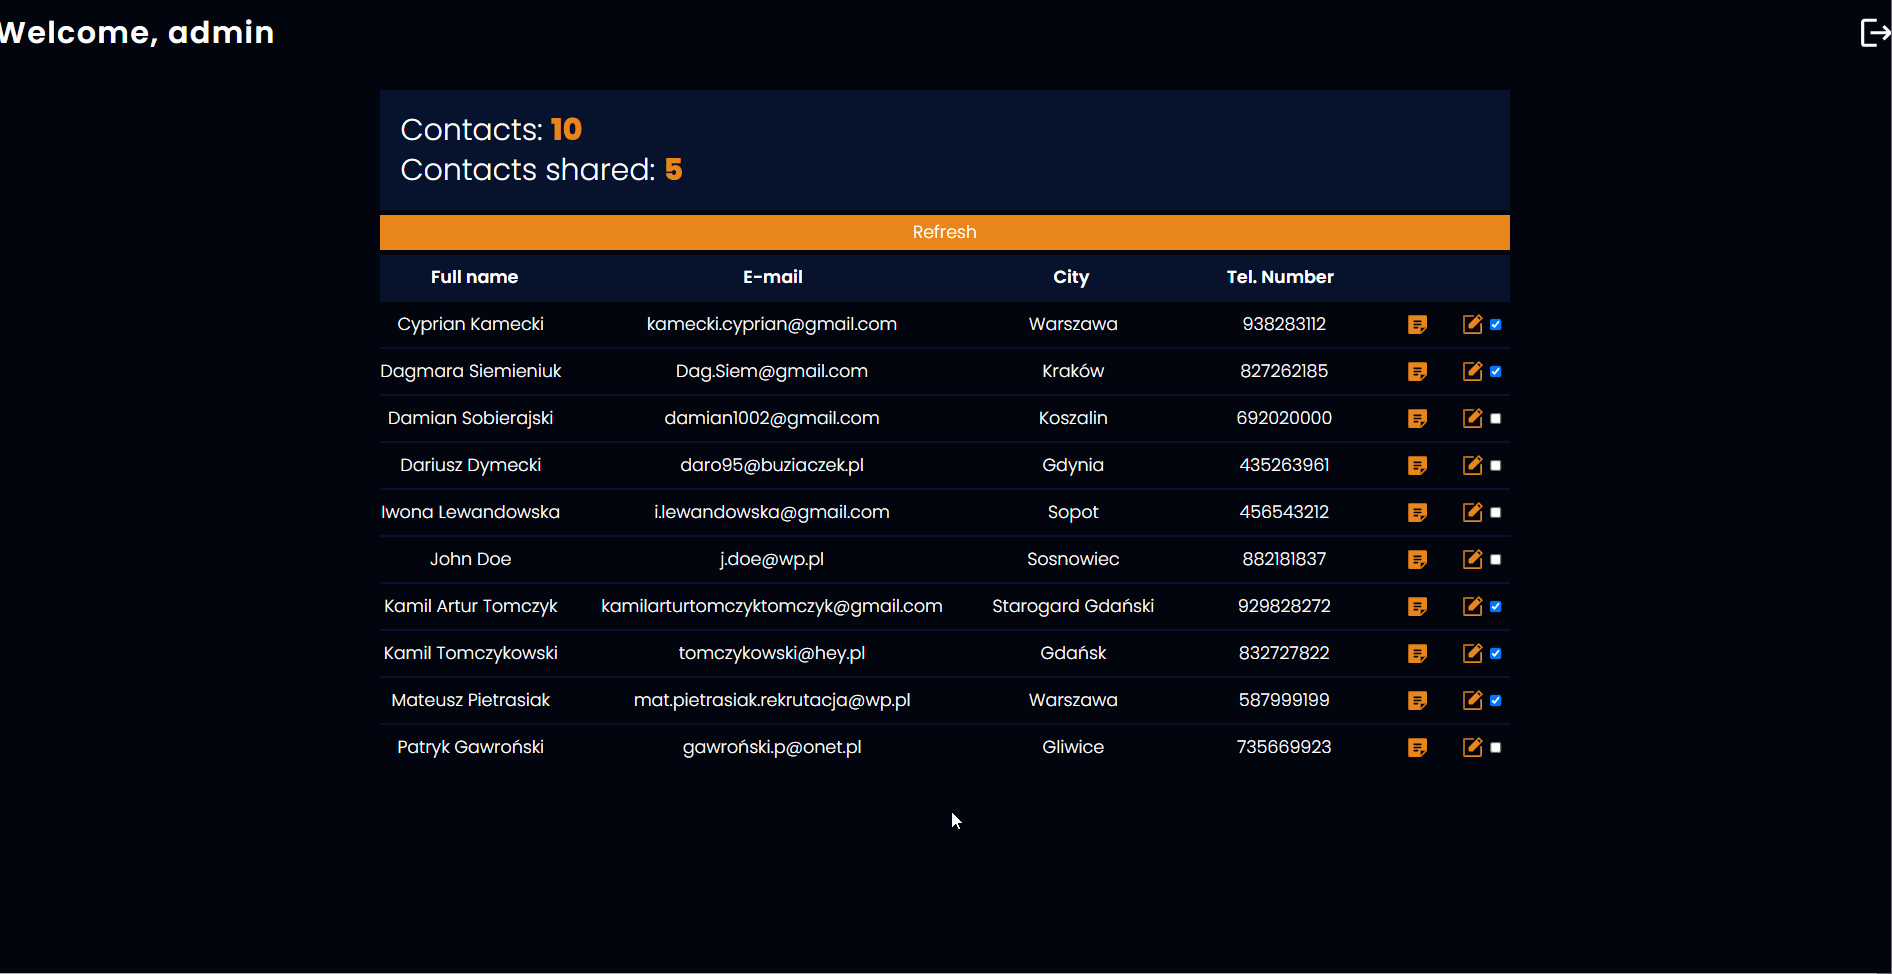 Welcome, admin
Contacts: 10
Contacts shared: 5
Refresh
Full name E-mail City Tel. Number
Cyprian Kamecki kamecki.cyprian@gmail.com Warszawa 938283112
Dagmara Siemieniuk Dag.Siem@gmail.com Kraków 827262185
Damian Sobierajski damian1002@gmail.com Koszalin 692020000
Dariusz Dymecki daro95@buziaczek.pl Gdynia 435263961
Iwona Lewandowska i.lewandowska@gmail.com Sopot 456543212
John Doe j.doe@wp.pl Sosnowiec 882181837
Kamil Artur Tomczyk kamilarturtomczyktomczyk@gmail.com Starogard Gdański 929828272
Kamil Tomczykowski tomczykowski@hey.pl Gdańsk 832727822
Mateusz Pietrasiak mat.pietrasiak.rekrutacja@wp.pl Warszawa 587999199
Patryk Gawroński gawroński.p@onet.pl Gliwice 735669923